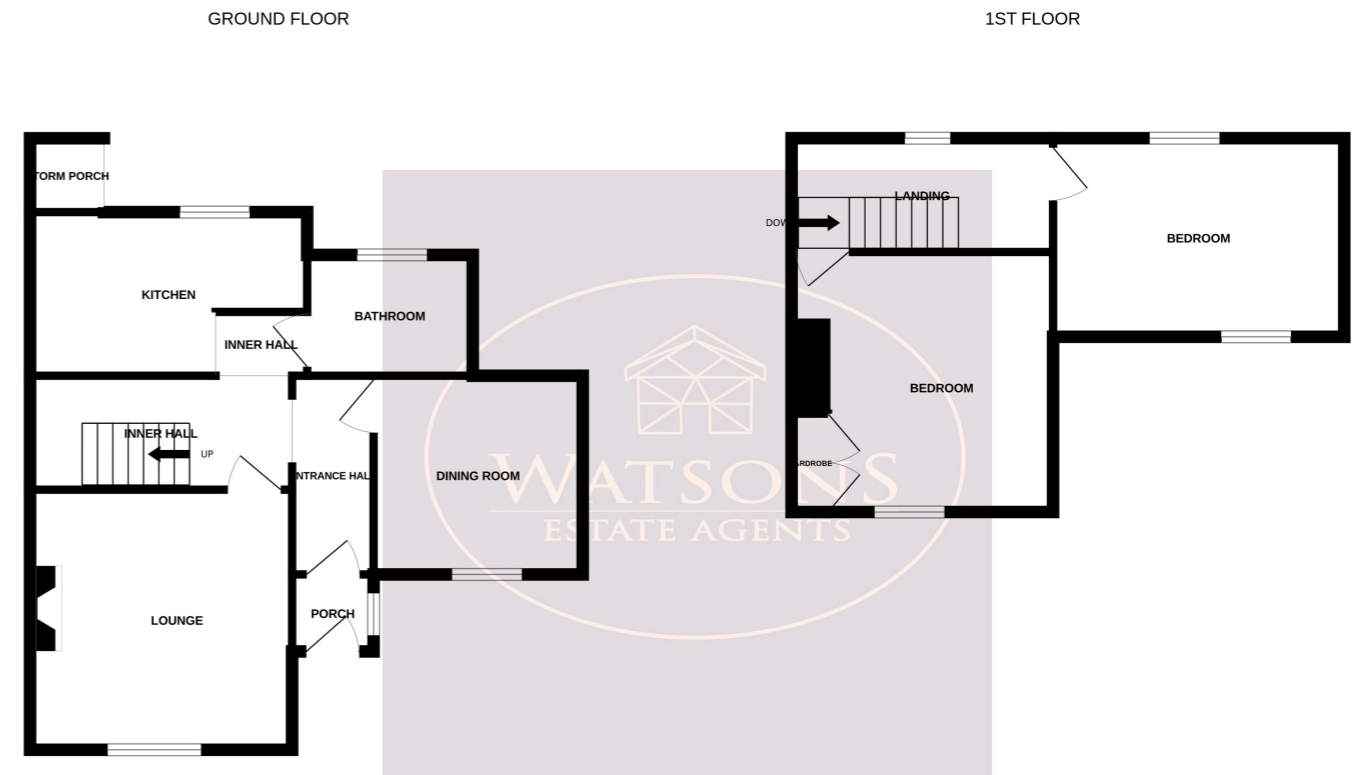 GROUND FLOOR
1ST FLOOR
TORM PORCH
LANDING
DOW
BEDROOM
KITCHEN
BATHROOM
INNER HALL
BEDROOM
INNER HALL
UP
ARDROBE
NTRANCE HAL
DINING ROOM
WATSONS
ESTATE AGENTS
PORCH
LOUNGE